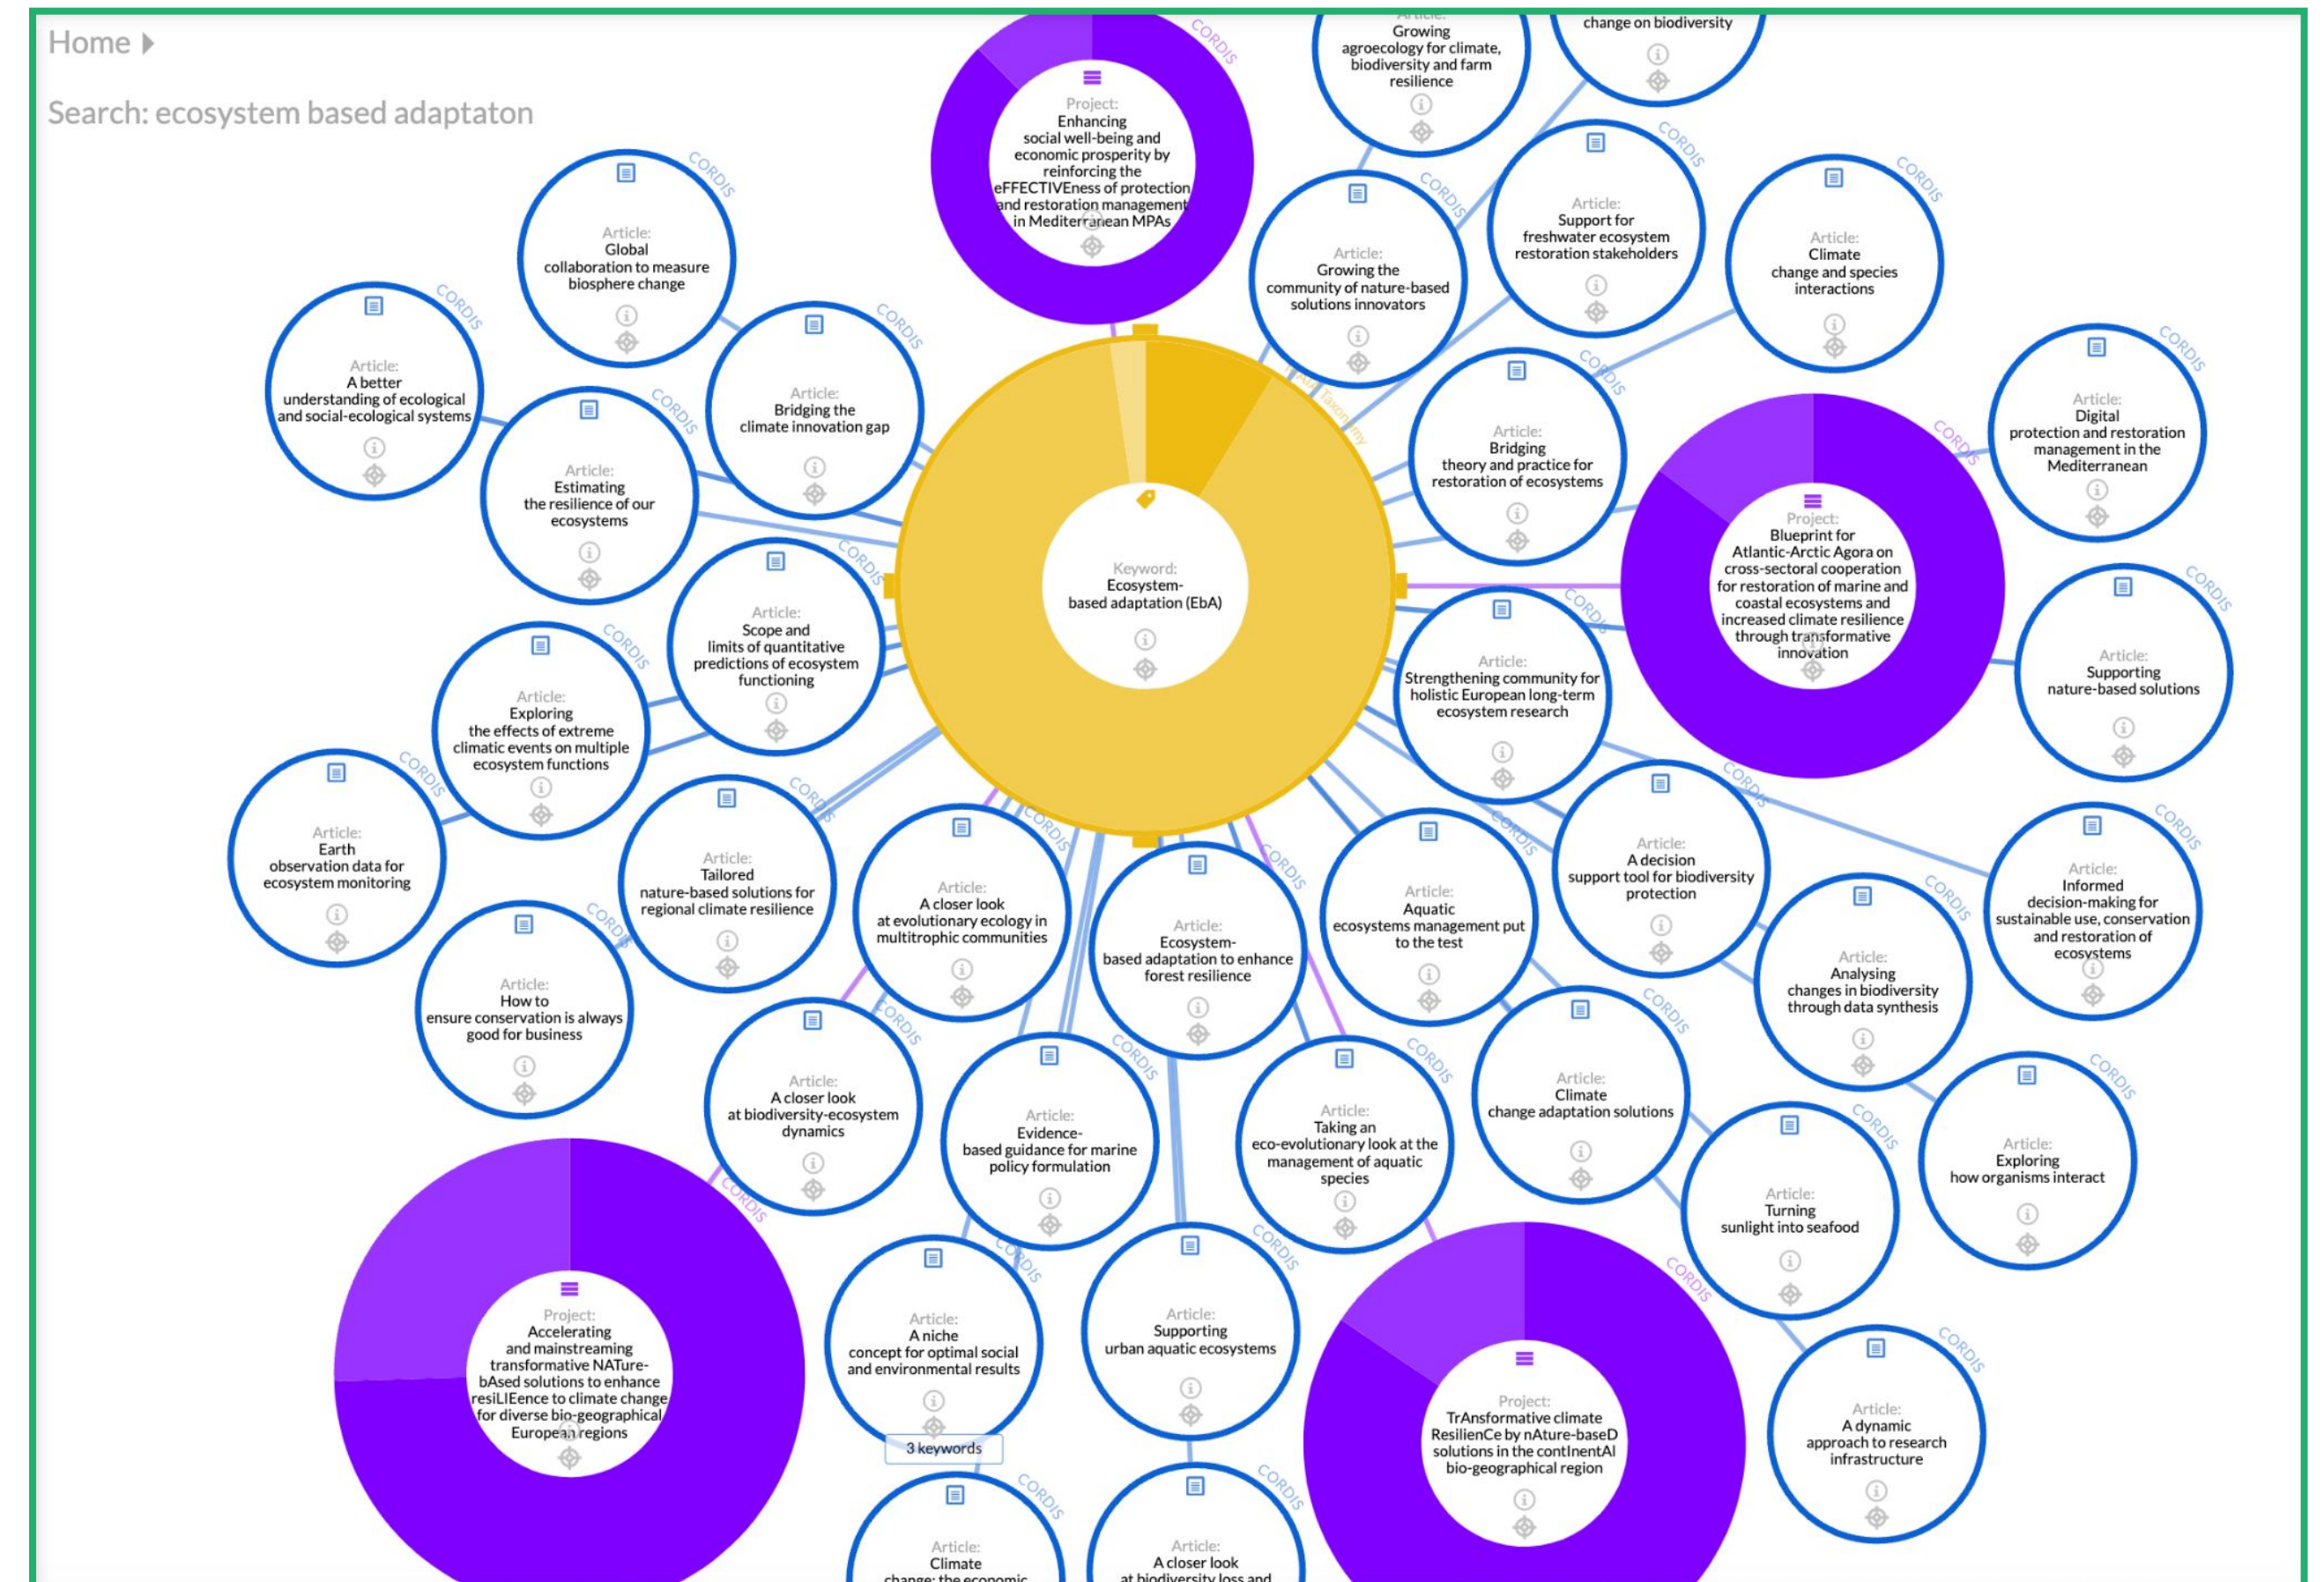 Home
Search: ecosystem based adaptaton
CORDIS
Project:
Enhancing
social well-being and
economic prosperity by
reinforcing the
eFFECTIVEness of protection
and restoration management
in Mediterranean MPAs
Article:
Growing
agroecology for climate,
biodiversity and farm
resilience
change on biodiversity
CORDIS
Article:
Global
collaboration to measure
biosphere change
CORDIS
Article:
Growing the
community of nature-based
solutions innovators
CORDIS
Article:
Support for
freshwater ecosystem
restoration stakeholders
CORDIS
Article:
Climate
change and species
interactions
CORDIS
Article:
A better
understanding of ecological
and social-ecological systems
CORDIS
Article:
Bridging the
climate innovation gap
CORDIS
Article:
Estimating
the resilience of our
ecosystems
CORDIS
Taxonomy
Keyword:
Ecosystem-
based adaptation (EbA)
Article:
Bridging
theory and practice for
restoration of ecosystems
CORDIS
Project:
Blueprint for
Atlantic-Arctic Agora on
cross-sectoral cooperation
for restoration of marine and
coastal ecosystems and
increased climate resilience
through transformative
innovation
CORDIS
Article:
Digital
protection and restoration
management in the
Mediterranean
CORDIS
Article:
Scope and
limits of quantitative
predictions of ecosystem
functioning
CORDIS
Article:
Strengthening community for
holistic European long-term
ecosystem research
CORDIS
Article:
Supporting
nature-based solutions
CORDIS
Article:
Exploring
the effects of extreme
climatic events on multiple
ecosystem functions
CORDIS
Article:
Earth
observation data for
ecosystem monitoring
CORDIS
Article:
Tailored
nature-based solutions for
regional climate resilience
CORDIS
Article:
A closer look
at evolutionary ecology in
multitrophic communities
CORDIS
Article:
Ecosystem-
based adaptation to enhance
forest resilience
CORDIS
Article:
Aquatic
ecosystems management put
to the test
CORDIS
Article:
A decision
support tool for biodiversity
protection
CORDIS
Article:
Analysing
changes in biodiversity
through data synthesis
CORDIS
Article:
Informed
decision-making for
sustainable use, conservation
and restoration of
ecosystems
CORDIS
Article:
How to
ensure conservation is always
good for business
CORDIS
Article:
A closer look
at biodiversity-ecosystem
dynamics
CORDIS
Article:
Evidence-
based guidance for marine
policy formulation
CORDIS
Article:
Taking an
eco-evolutionary look at the
management of aquatic
species
CORDIS
Article:
Climate
change adaptation solutions
CORDIS
Article:
Turning
sunlight into seafood
CORDIS
Article:
Exploring
how organisms interact
CORDIS
Project:
Accelerating
and mainstreaming
transformative NATure-
bAsed solutions to enhance
resiLIEence to climate change
for diverse bio-geographical
European regions
CORDIS
Article:
A niche
concept for optimal social
and environmental results
CORDIS
3 keywords
Article:
Supporting
urban aquatic ecosystems
CORDIS
Project:
TrAnsformative climate
ResilienCe by nAture-baseD
solutions in the contInentAl
bio-geographical region
CORDIS
Article:
A dynamic
approach to research
infrastructure
CORDIS
Article:
Climate
change: the economic
CORDIS
Article:
A closer look
at biodiversity loss and
CORDIS